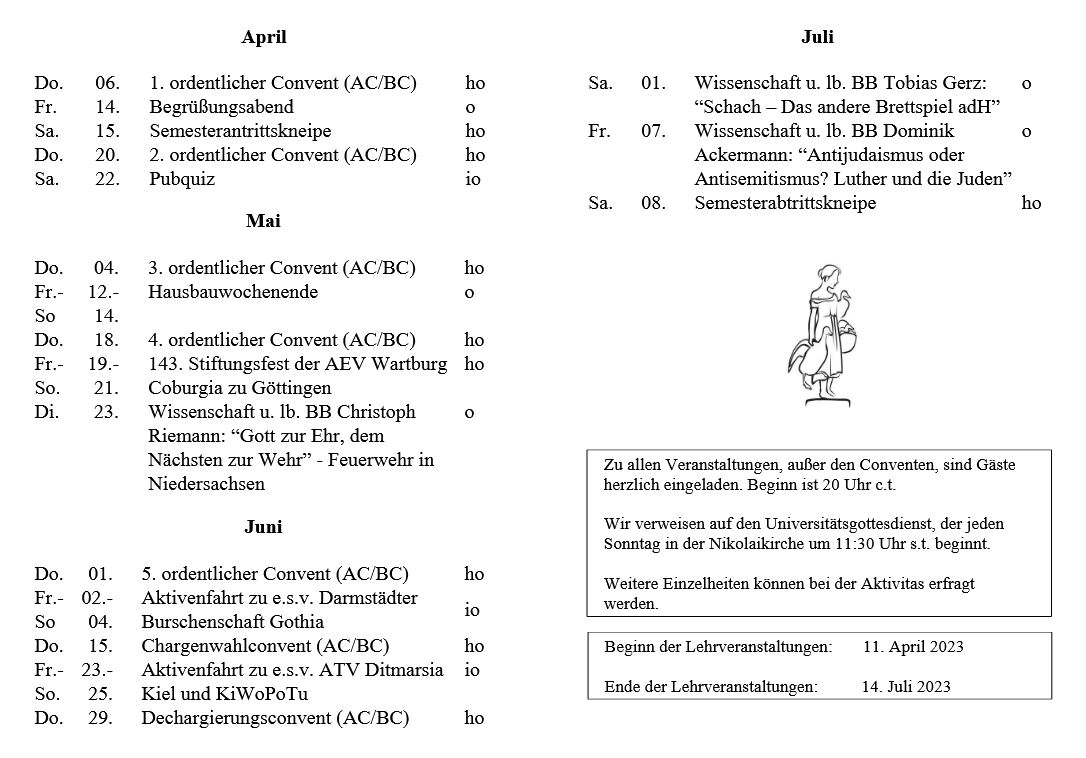 April
Do. 06. 1. ordentlicher Convent (AC/BC) ho
Fr. 14. Begrüßungsabend o
Sa. 15. Semesterantrittskneipe ho
Do. 20. 2. ordentlicher Convent (AC/BC) ho
Sa. 22. Pubquiz io
Mai
Do. 04. 3. ordentlicher Convent (AC/BC) ho
Fr.- 12.- Hausbauwochenende o
So 14.
Do. 18. 4. ordentlicher Convent (AC/BC) ho
Fr.- 19.- 143. Stiftungsfest der AEV Wartburg ho
So. 21. Coburgia zu Göttingen
Di. 23. Wissenschaft u. lb. BB Christoph o
Riemann: “Gott zur Ehr, dem
Nächsten zur Wehr” - Feuerwehr in
Niedersachsen
Juni
Do. 01. 5. ordentlicher Convent (AC/BC) ho
Fr.- 02.- Aktivenfahrt zu e.s.v. Darmstädter io
So 04. Burschenschaft Gothia
Do. 15. Chargenwahlconvent (AC/BC) ho
Fr.- 23.- Aktivenfahrt zu e.s.v. ATV Ditmarsia io
So. 25. Kiel und KiWoPoTu
Do. 29. Dechargierungsconvent (AC/BC) ho
Juli
Sa. 01. Wissenschaft u. lb. BB Tobias Gerz: o
“Schach – Das andere Brettspiel adH”
Fr. 07. Wissenschaft u. lb. BB Dominik o
Ackermann: “Antijudaismus oder
Antisemitismus? Luther und die Juden”
Sa. 08. Semesterabtrittskneipe ho
Zu allen Veranstaltungen, außer den Conventen, sind Gäste
herzlich eingeladen. Beginn ist 20 Uhr c.t.
Wir verweisen auf den Universitätsgottesdienst, der jeden
Sonntag in der Nikolaikirche um 11:30 Uhr s.t. beginnt.
Weitere Einzelheiten können bei der Aktivitas erfragt
werden.
Beginn der Lehrveranstaltungen: 11. April 2023
Ende der Lehrveranstaltungen: 14. Juli 2023